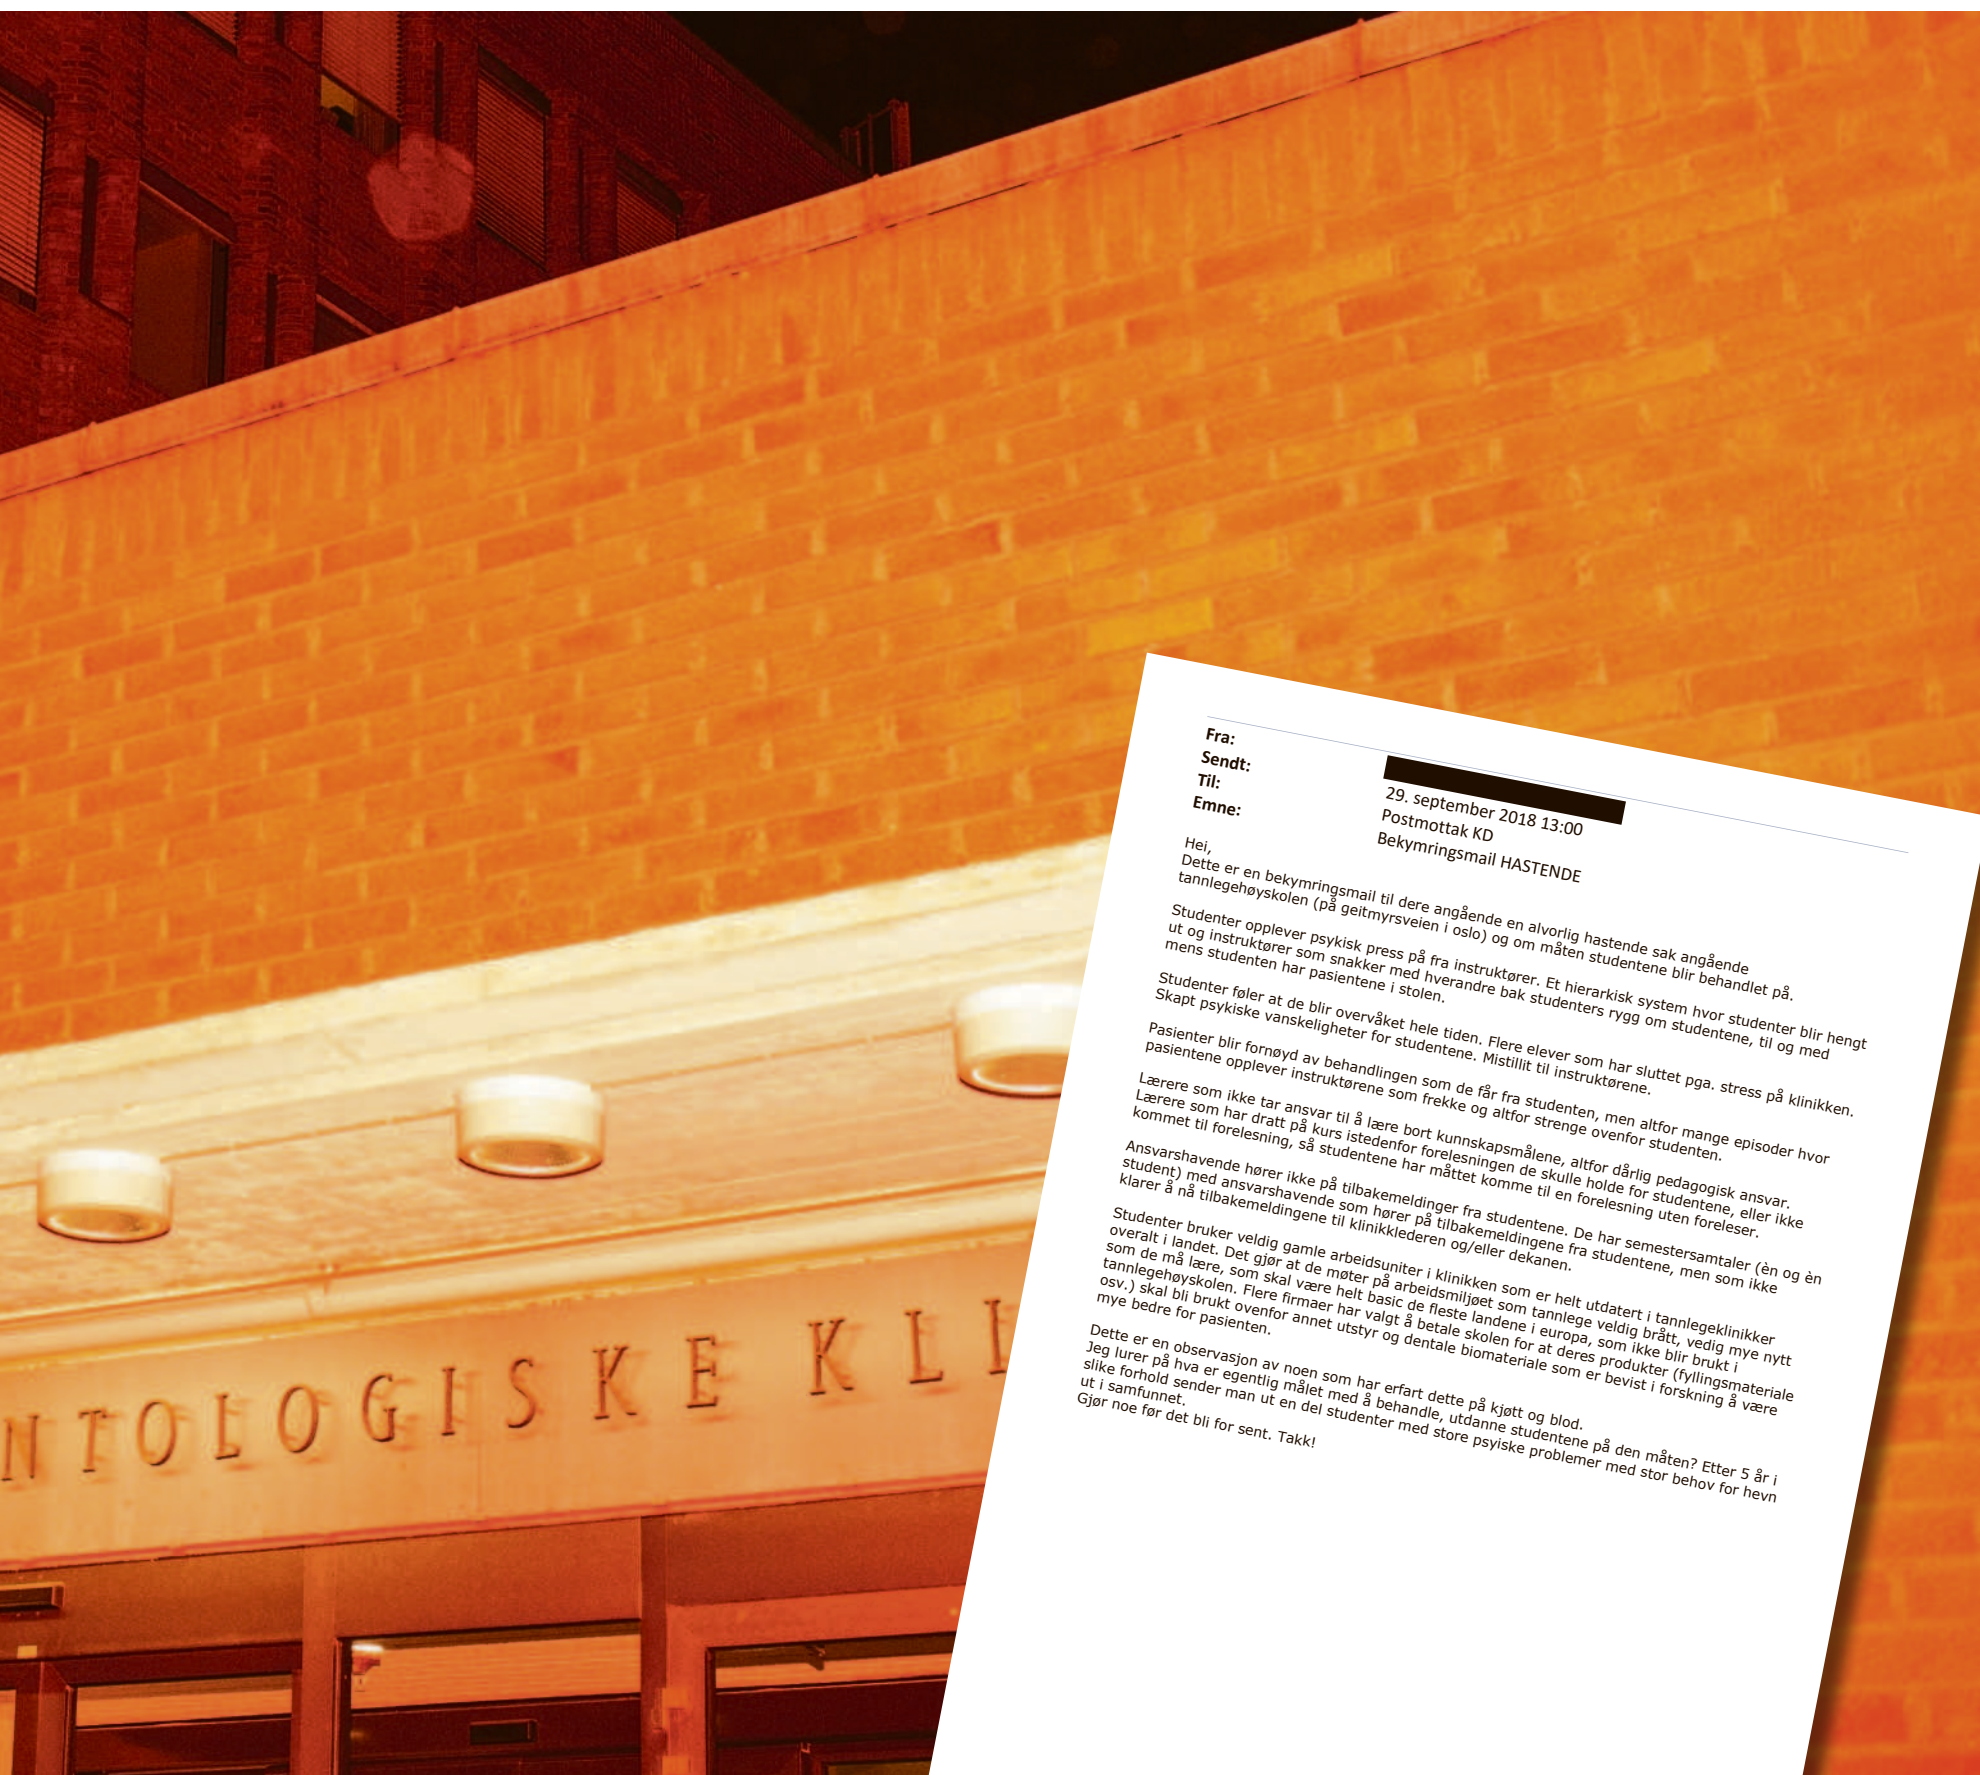 Fra:
Sendt: 29. september 2018 13:00
Til: Postmottak KD
Emne: Bekymringsmail HASTENDE
Hei,
Dette er en bekymringsmail til dere angående en alvorlig hastende sak angående
tannlegehøyskolen (på geitmyrsveien i oslo) og om måten studentene blir behandlet på.
Studenter opplever psykisk press på fra instruktører. Et hierarkisk system hvor studenter blir hengt
ut og instruktører som snakker med hverandre bak studenters rygg om studentene, til og med
mens studenten har pasientene i stolen.
Studenter føler at de blir overvåket hele tiden. Flere elever som har sluttet pga. stress på klinikken.
Skapt psykiske vanskeligheter for studentene. Mistillit til instruktørene.
Pasienter blir fornøyd av behandlingen som de får fra studenten, men altfor mange episoder hvor
pasientene opplever instruktørene som frekke og altfor strenge ovenfor studenten.
Lærere som ikke tar ansvar til å lære bort kunnskapsmålene, altfor dårlig pedagogisk ansvar.
Lærere som har dratt på kurs istedenfor forelesningen de skulle holde for studentene, eller ikke
kommet til forelesning, så studentene har måttet komme til en forelesning uten foreleser.
Ansvarshavende hører ikke på tilbakemeldinger fra studentene. De har semestersamtaler (èn og èn
student) med ansvarshavende som hører på tilbakemeldingene fra studentene, men som ikke
klarer å nå tilbakemeldingene til klinikklederen og/eller dekanen.
Studenter bruker veldig gamle arbeidsuniter i klinikken som er helt utdatert i tannlegeklinikker
overalt i landet. Det gjør at de møter på arbeidsmiljøet som tannlege veldig brått, vedig mye nytt
som de må lære, som skal være helt basic de fleste landene i europa, som ikke blir brukt i
tannlegehøyskolen. Flere firmaer har valgt å betale skolen for at deres produkter (fyllingsmateriale
osv.) skal bli brukt ovenfor annet utstyr og dentale biomateriale som er bevist i forskning å være
mye bedre for pasienten.
Dette er en observasjon av noen som har erfart dette på kjøtt og blod.
Jeg lurer på hva er egentlig målet med å behandle, utdanne studentene på den måten? Etter 5 år i
slike forhold sender man ut en del studenter med store psyiske problemer med stor behov for hevn
ut i samfunnet.
Gjør noe før det bli for sent. Takk!
NTOLOGISKE KLI